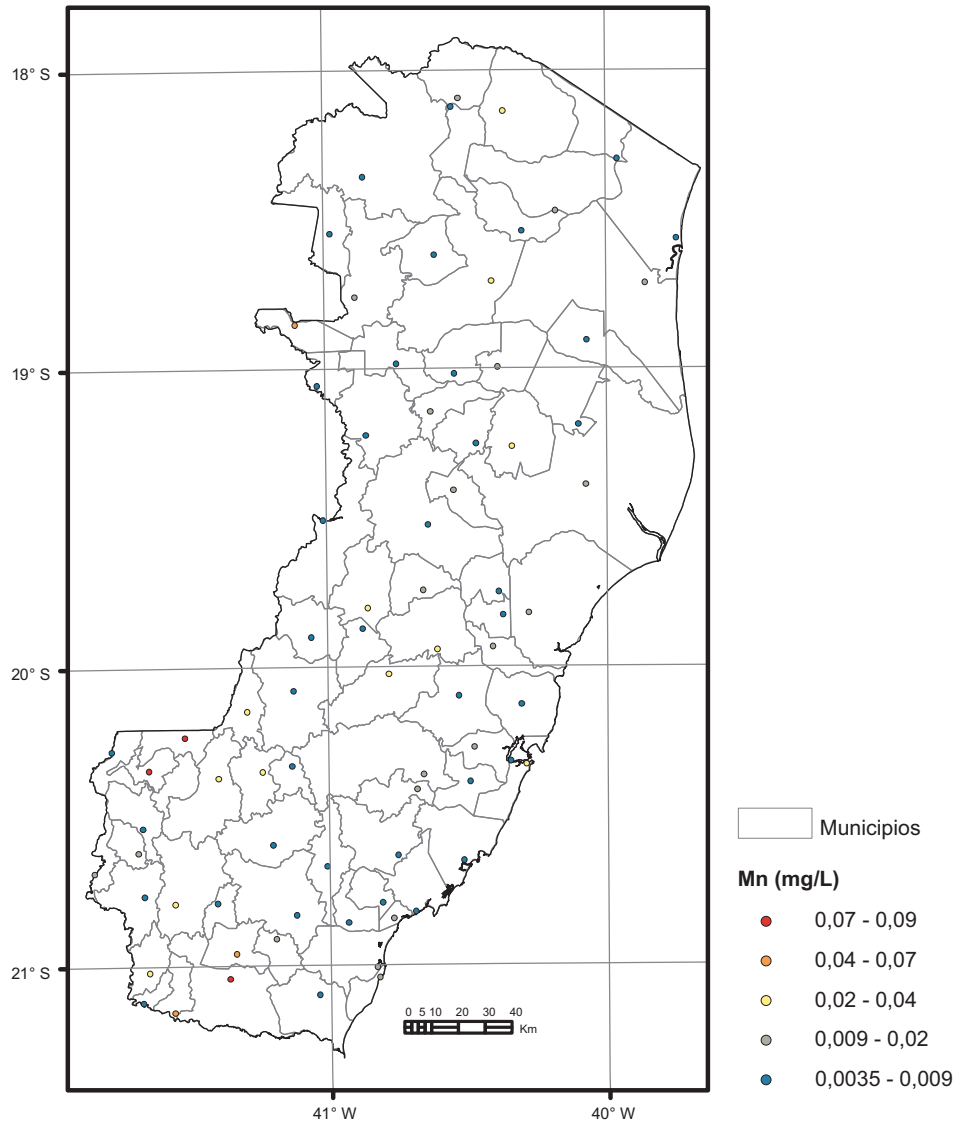 18° S
19° S
20° S
21° S
41° W
40° W
0 5 10 20 30 40
Km
Municipios
Mn (mg/L)
0,07 - 0,09
0,04 - 0,07
0,02 - 0,04
0,009 - 0,02
0,0035 - 0,009